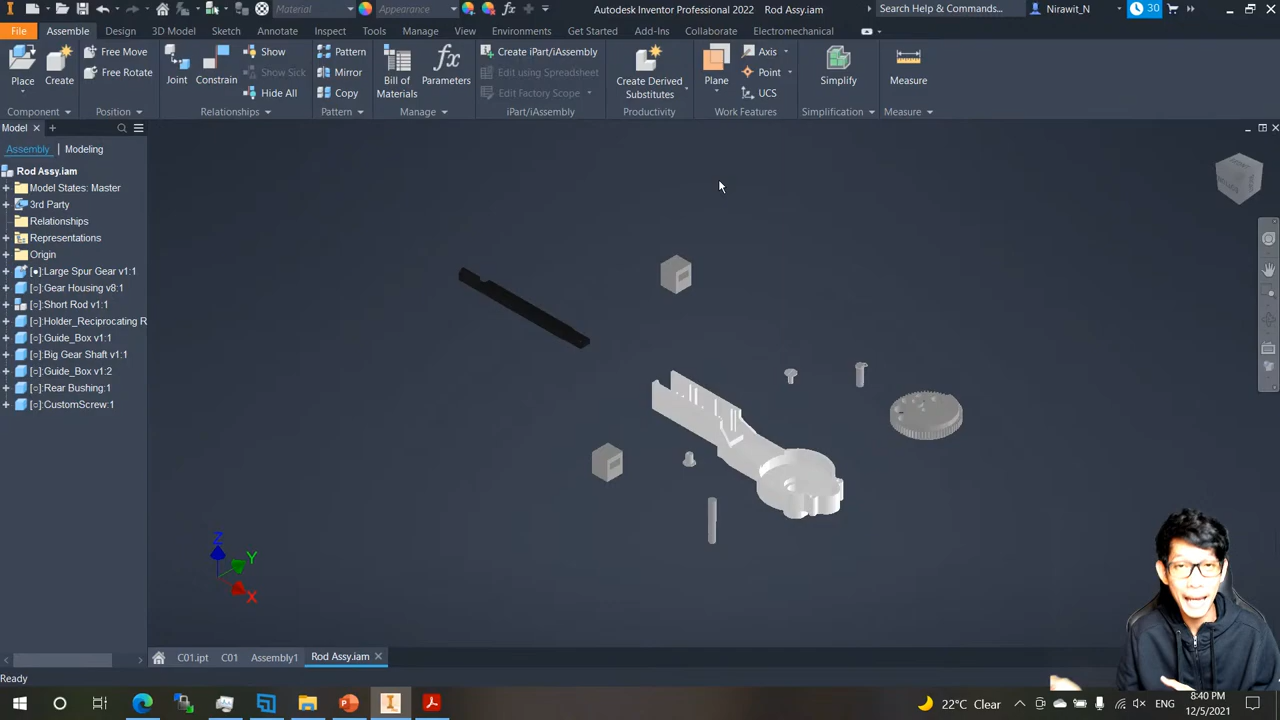 Material
Appearance
Autodesk Inventor Professional 2022 Rod Assy.iam
Search Help & Commands...
Nirawit_N
30
File
Assemble
Design
3D Model
Sketch
Annotate
Inspect
Tools
Manage
View
Environments
Get Started
Add-Ins
Collaborate
Electromechanical
Place
Create
Free Move
Free Rotate
Joint
Constrain
Show
Show Sick
Hide All
Pattern
Mirror
Copy
Bill of
Materials
fx
Parameters
Create iPart/iAssembly
Edit using Spreadsheet
Edit Factory Scope
Create Derived
Substitutes
Plane
Axis
Point
UCS
Simplify
Measure
Component
Position
Relationships
Pattern
Manage
iPart/iAssembly
Productivity
Work Features
Simplification
Measure
Model
Assembly
Modeling
Rod Assy.iam
Model States: Master
3rd Party
Relationships
Representations
Origin
[●]:Large Spur Gear v1:1
[○]:Gear Housing v8:1
[○]:Short Rod v1:1
[○]:Holder_Reciprocating R
[○]:Guide_Box v1:1
[○]:Big Gear Shaft v1:1
[○]:Guide_Box v1:2
[○]:Rear Bushing:1
[○]:CustomScrew:1
Z
Y
X
C01.ipt
C01
Assembly1
Rod Assy.iam
Ready
22°C Clear
ENG
8:40 PM
12/5/2021